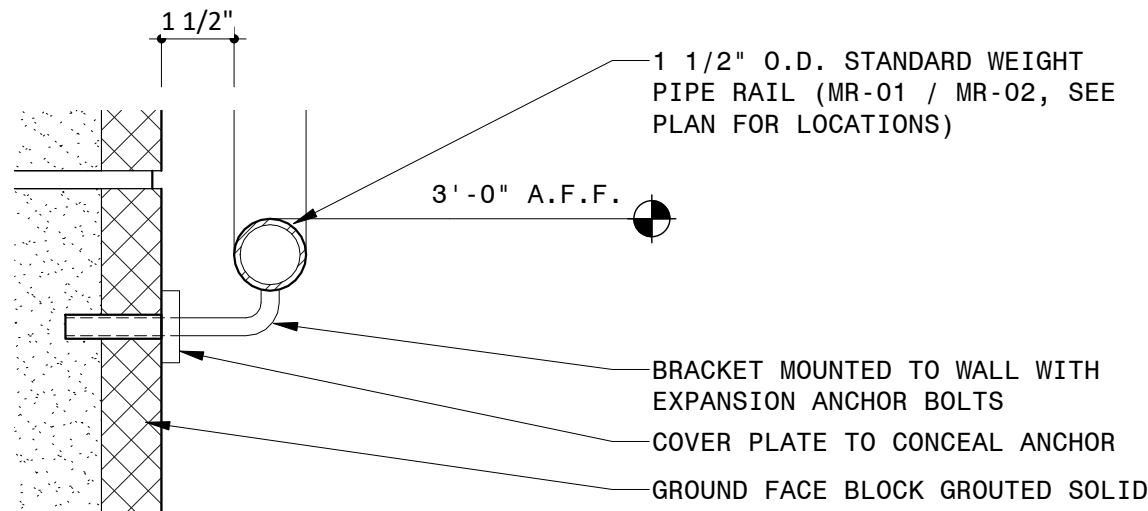 1 1/2"
1 1/2" O.D. STANDARD WEIGHT
PIPE RAIL (MR-01 / MR-02, SEE
PLAN FOR LOCATIONS)
3'-0" A.F.F.
BRACKET MOUNTED TO WALL WITH
EXPANSION ANCHOR BOLTS
COVER PLATE TO CONCEAL ANCHOR
GROUND FACE BLOCK GROUTED SOLID